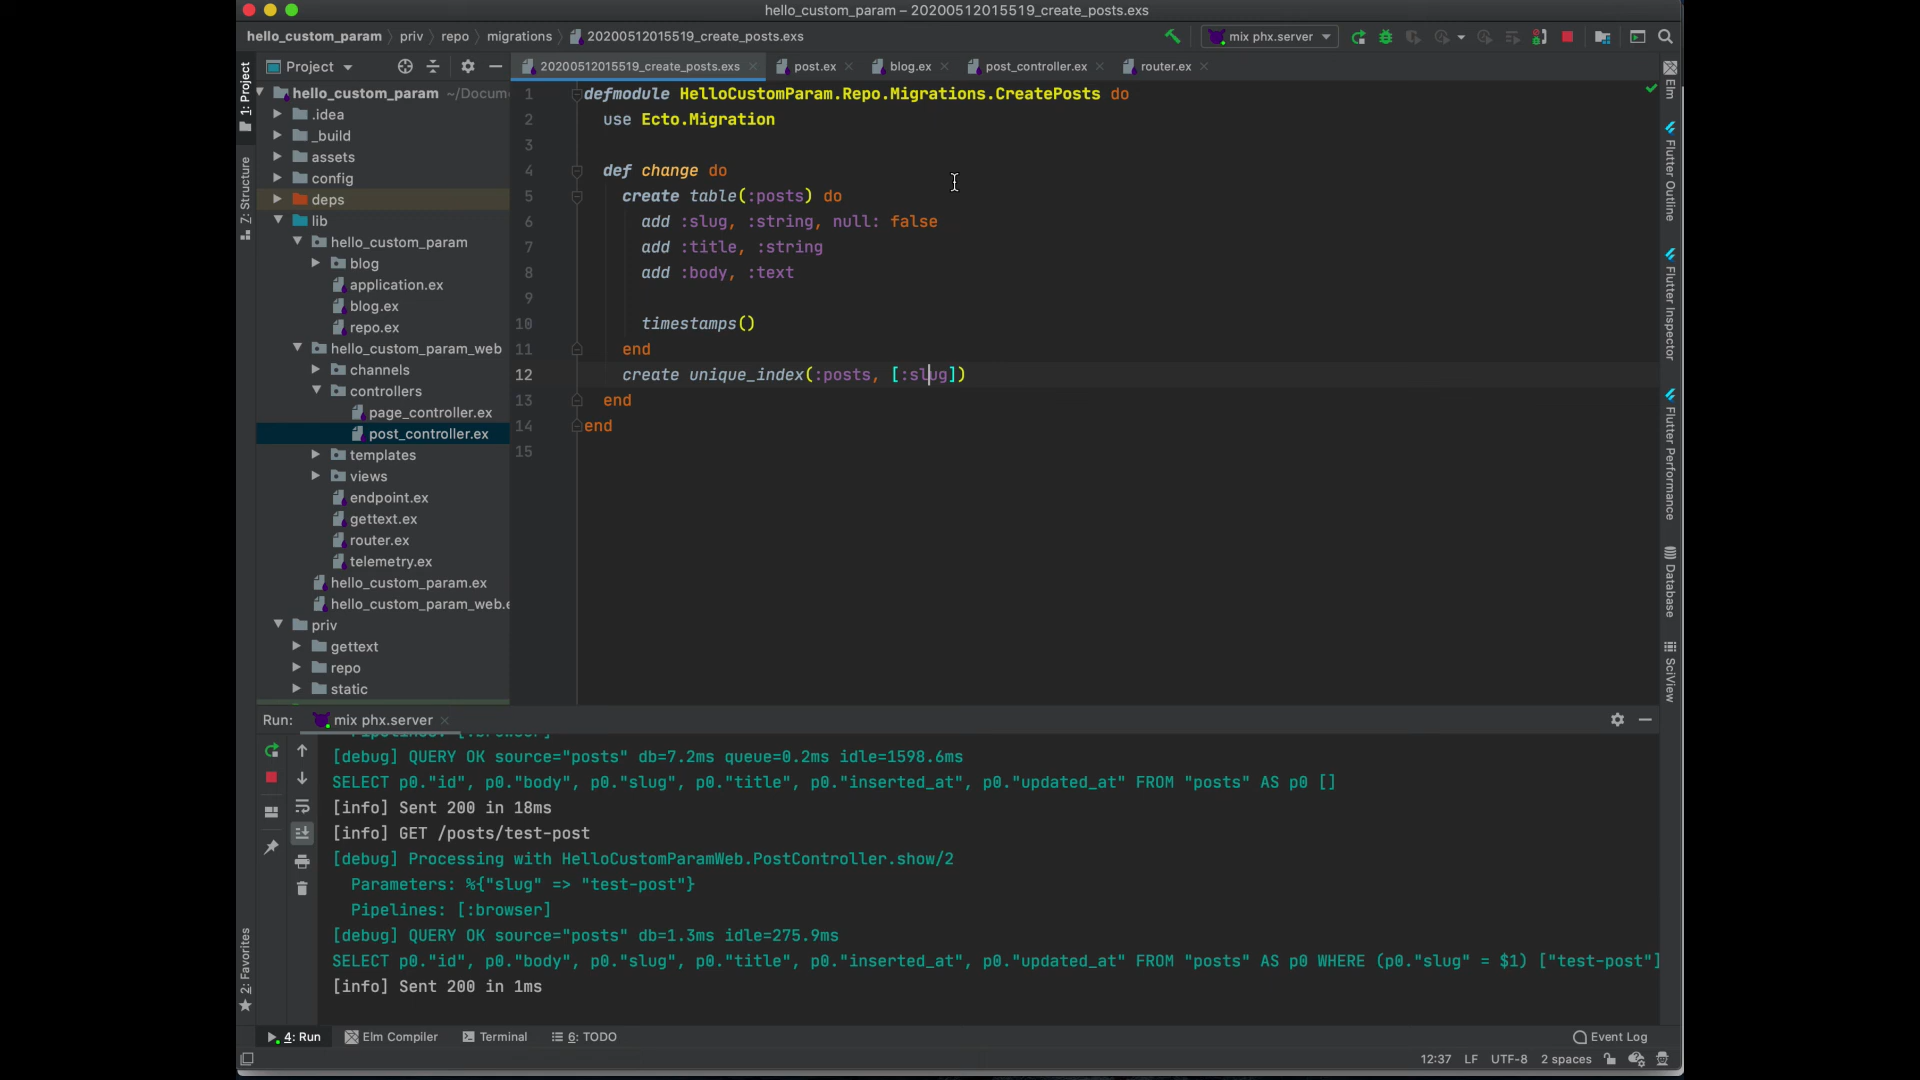 hello_custom_param – 20200512015519_create_posts.exs
hello_custom_param priv repo migrations 20200512015519_create_posts.exs
mix phx.server
1: Project
Project
20200512015519_create_posts.exs
post.ex
blog.ex
post_controller.ex
router.ex
hello_custom_param ~/Docum
.idea
_build
assets
config
deps
lib
hello_custom_param
blog
application.ex
blog.ex
repo.ex
hello_custom_param_web
channels
controllers
page_controller.ex
post_controller.ex
templates
views
endpoint.ex
gettext.ex
router.ex
telemetry.ex
hello_custom_param.ex
hello_custom_param_web.e
priv
gettext
repo
static
Z: Structure
2: Favorites
1 defmodule HelloCustomParam.Repo.Migrations.CreatePosts do
2 use Ecto.Migration
3
4 def change do
5 create table(:posts) do
6 add :slug, :string, null: false
7 add :title, :string
8 add :body, :text
9
10 timestamps()
11 end
12 create unique_index(:posts, [:slug])
13 end
14 end
15
Elm
Flutter Outline
Flutter Inspector
Flutter Performance
Database
SciView
Run: mix phx.server
Pipelines: [:browser]
[debug] QUERY OK source="posts" db=7.2ms queue=0.2ms idle=1598.6ms
SELECT p0."id", p0."body", p0."slug", p0."title", p0."inserted_at", p0."updated_at" FROM "posts" AS p0 []
[info] Sent 200 in 18ms
[info] GET /posts/test-post
[debug] Processing with HelloCustomParamWeb.PostController.show/2
Parameters: %{"slug" => "test-post"}
Pipelines: [:browser]
[debug] QUERY OK source="posts" db=1.3ms idle=275.9ms
SELECT p0."id", p0."body", p0."slug", p0."title", p0."inserted_at", p0."updated_at" FROM "posts" AS p0 WHERE (p0."slug" = $1) ["test-post"]
[info] Sent 200 in 1ms
4: Run
Elm Compiler
Terminal
6: TODO
Event Log
12:37 LF UTF-8 2 spaces